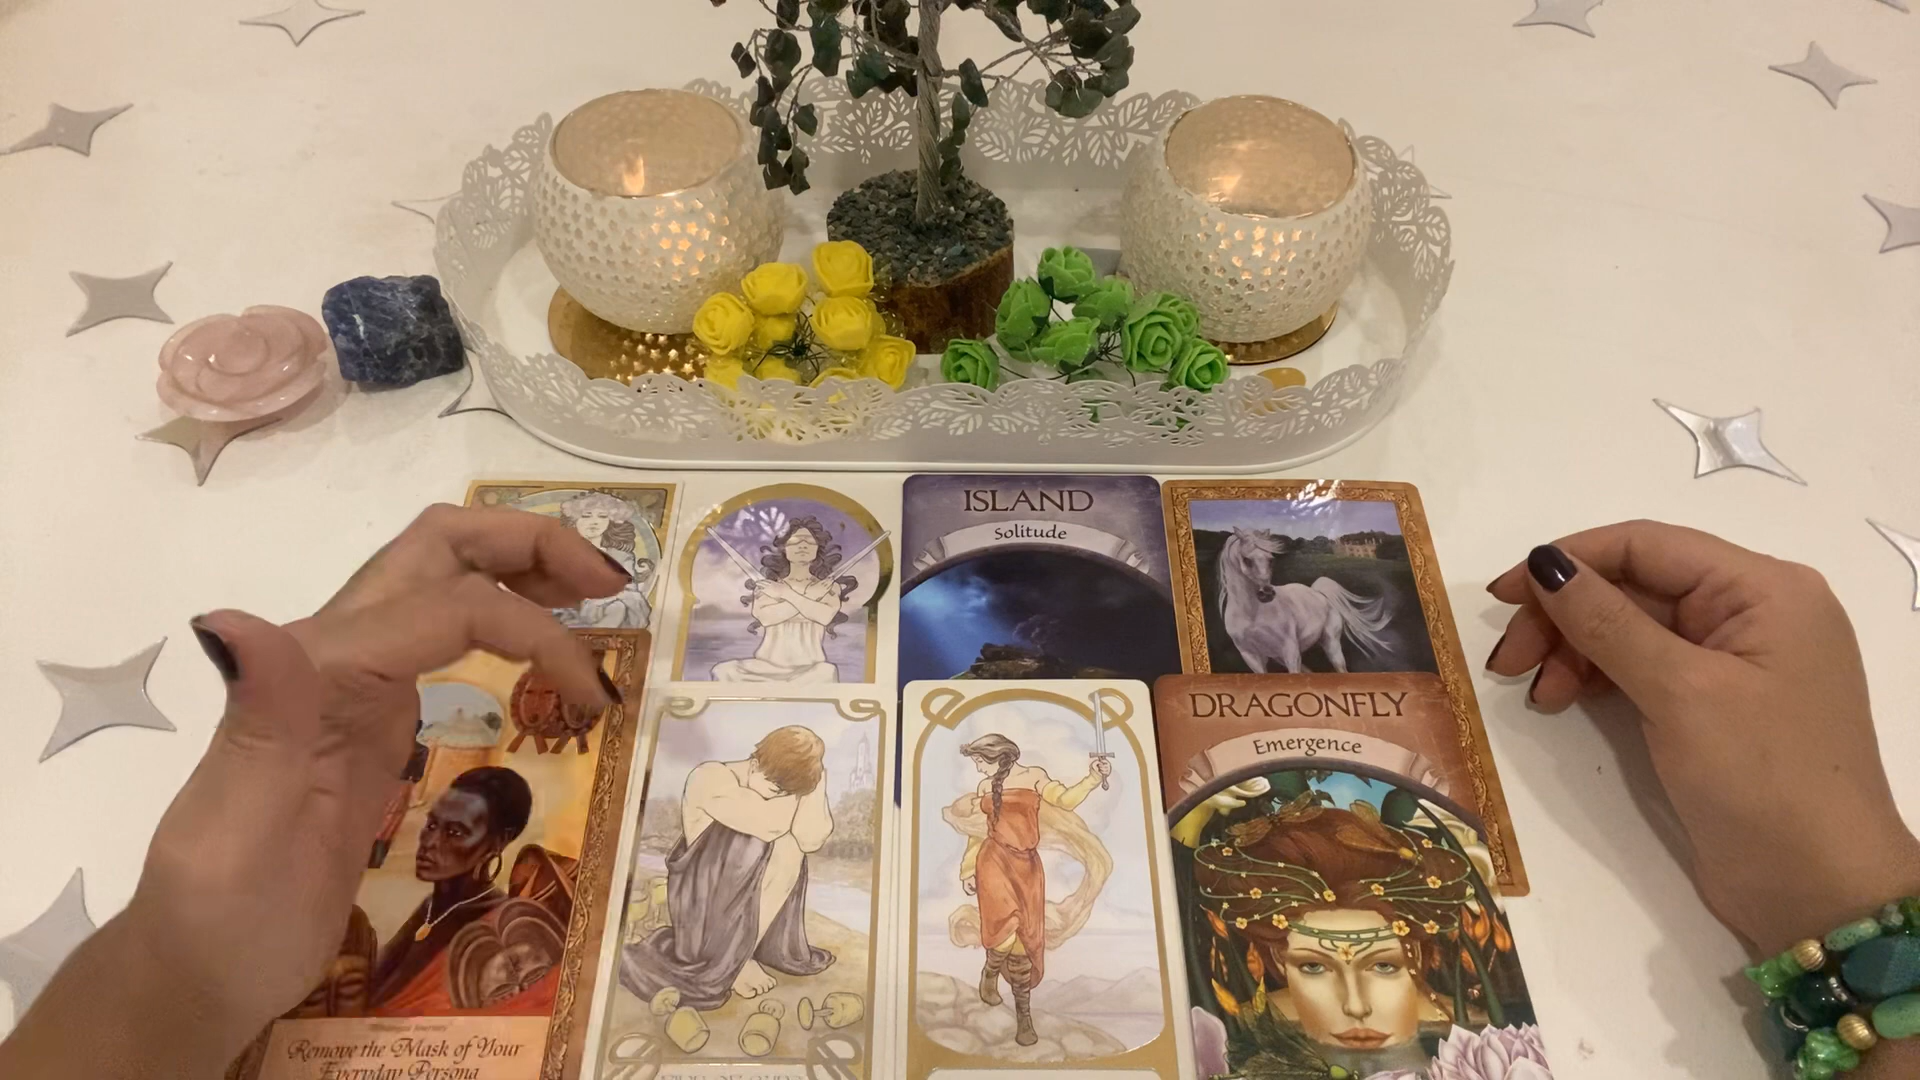 ISLAND
Solitude
DRAGONFLY
Emergence
Remove the Mask of Your
Everyday Persona